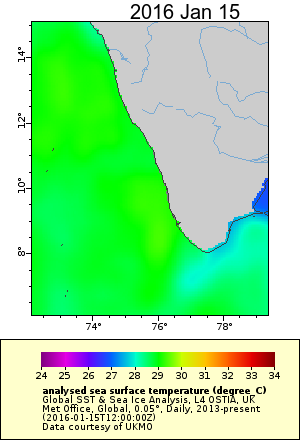 2016 Jan 15
14°
12°
10°
8°
74° 76° 78°
24 25 26 27 28 29 30 31 32 33 34
analysed sea surface temperature (degree_C)
Global SST & Sea Ice Analysis, L4 OSTIA, UK
Met Office, Global, 0.05°, Daily, 2013-present
(2016-01-15T12:00:00Z)
Data courtesy of UKMO